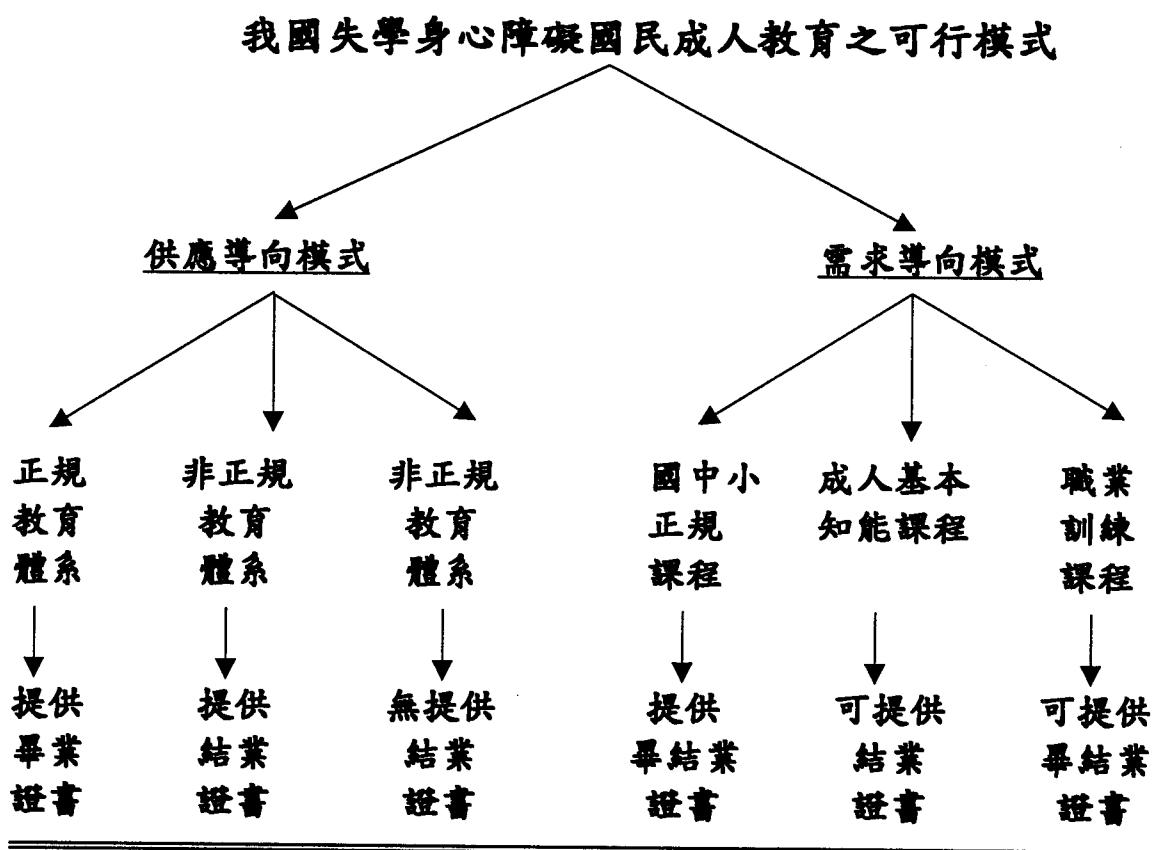 我國失學身心障礙國民成人教育之可行模式
供應導向模式
需求導向模式
正規
教育
體系
非正規
教育
體系
非正規
教育
體系
國中小
正規
課程
成人基本
知能課程
職業
訓練
課程
提供
畢業
證書
提供
結業
證書
無提供
結業
證書
提供
畢結業
證書
可提供
結業
證書
可提供
畢結業
證書